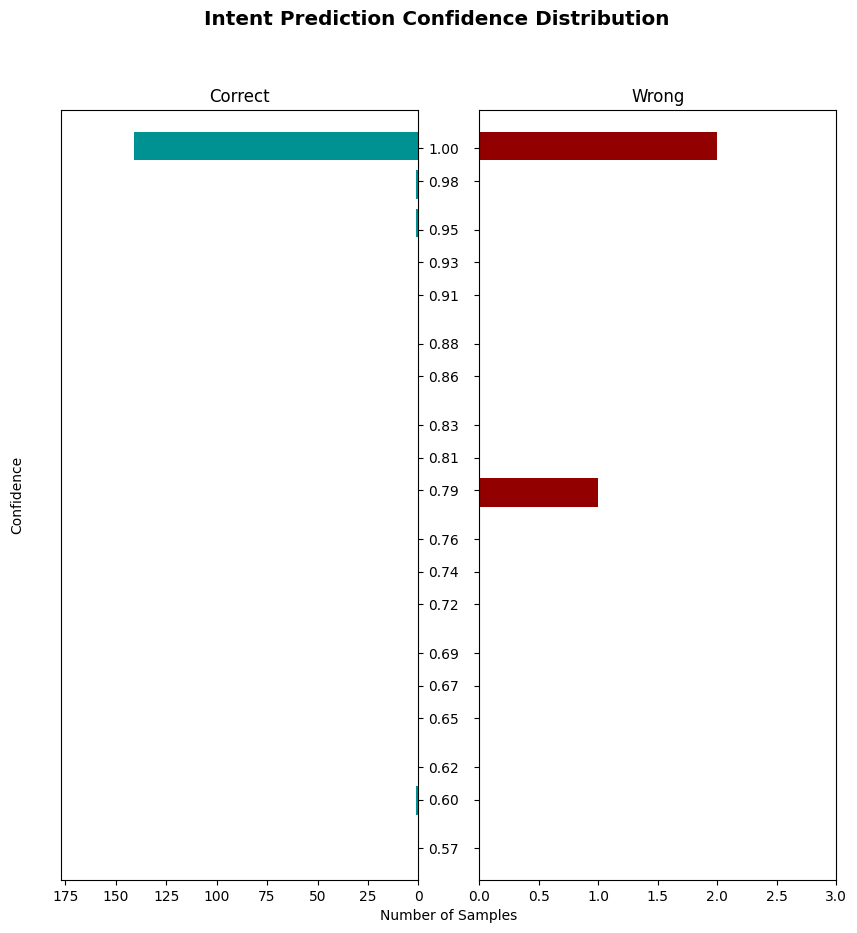 Intent Prediction Confidence Distribution
Correct
Wrong
1.00
0.98
0.95
0.93
0.91
0.88
0.86
0.83
0.81
0.79
0.76
0.74
0.72
0.69
0.67
0.65
0.62
0.60
0.57
Confidence
175 150 125 100 75 50 25 0
0.0 0.5 1.0 1.5 2.0 2.5 3.0
Number of Samples